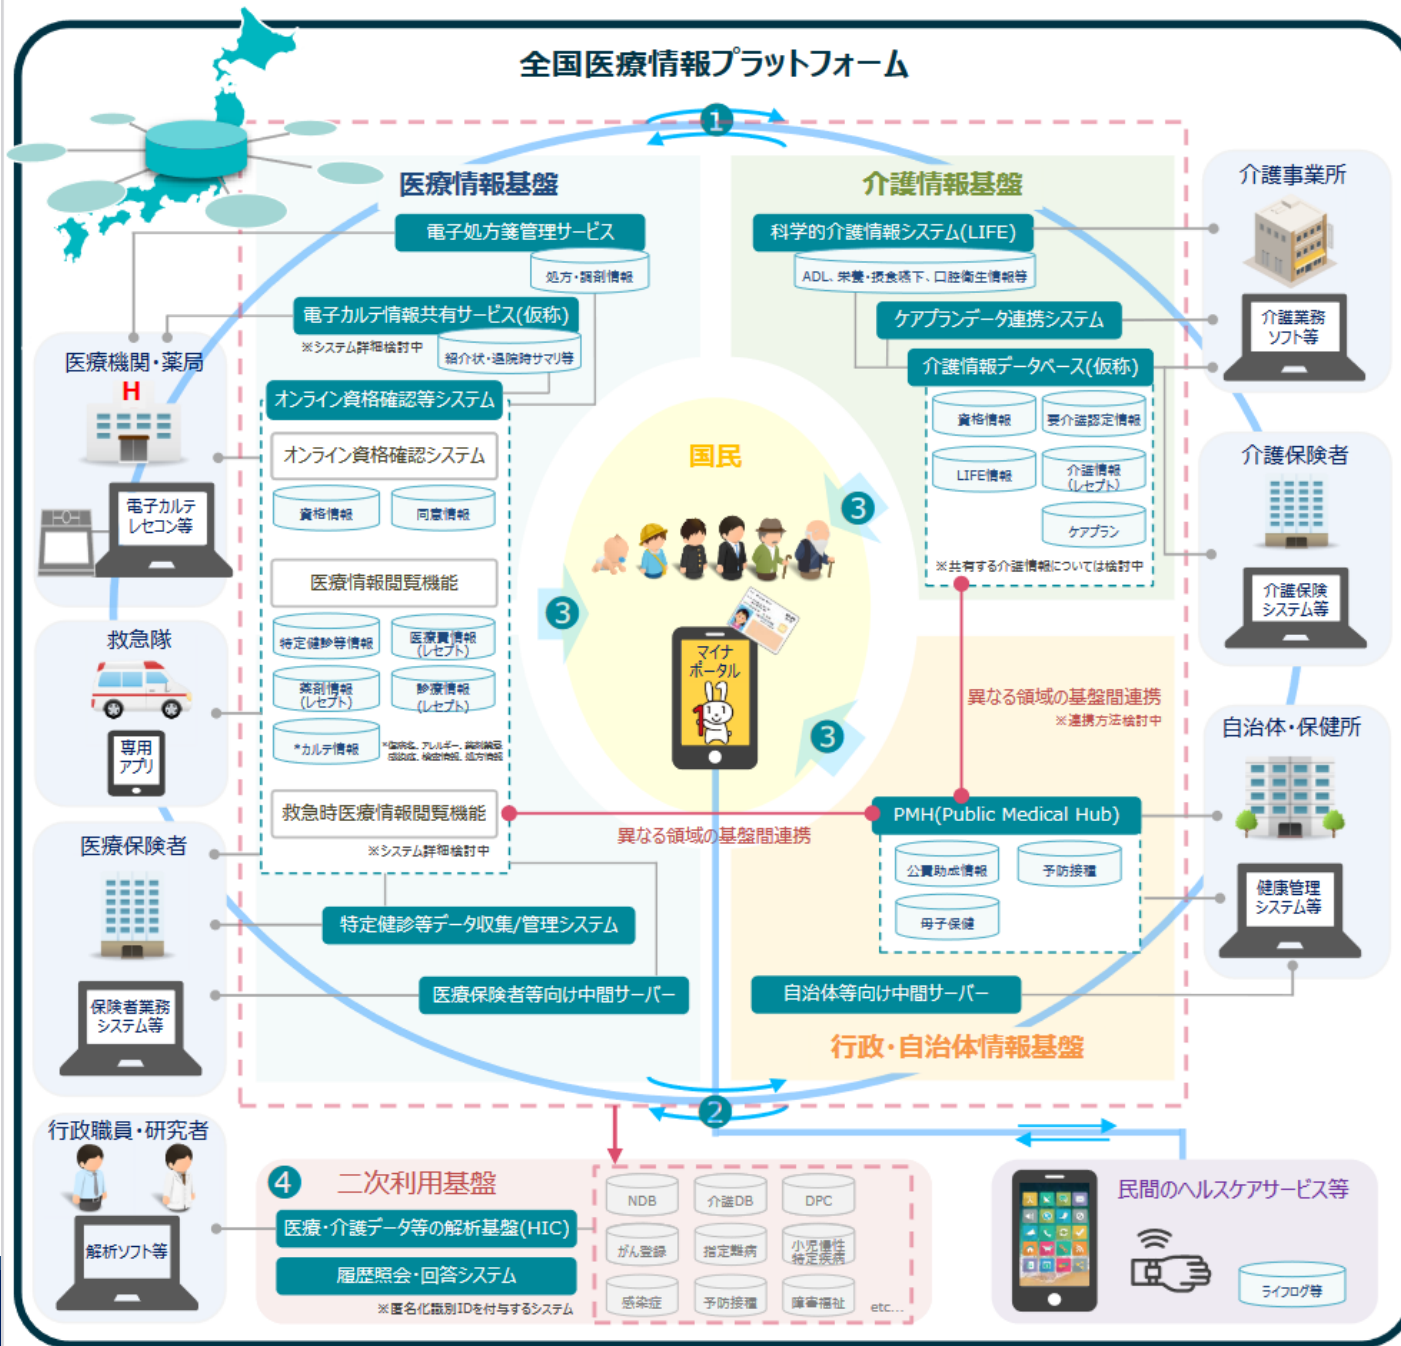 全国医療情報プラットフォーム
1
医療情報基盤
電子処方箋管理サービス
処方・調剤情報
電子カルテ情報共有サービス(仮称)
※システム詳細検討中
紹介状・退院時サマリ等
オンライン資格確認等システム
オンライン資格確認システム
資格情報
同意情報
医療情報閲覧機能
特定健診等情報
医療費情報
(レセプト)
薬剤情報
(レセプト)
診療情報
(レセプト)
*カルテ情報
*傷病名、アレルギー、薬剤禁忌、
感染症、検査情報、処方情報
救急時医療情報閲覧機能
※システム詳細検討中
特定健診等データ収集/管理システム
医療保険者等向け中間サーバー
介護情報基盤
科学的介護情報システム(LIFE)
ADL、栄養・摂食嚥下、口腔衛生情報等
ケアプランデータ連携システム
介護情報データベース(仮称)
資格情報
要介護認定情報
LIFE情報
介護情報
(レセプト)
ケアプラン
※共有する介護情報については検討中
国民
3
3
3
マイナ
ポータル
1
異なる領域の基盤間連携
※連携方法検討中
異なる領域の基盤間連携
PMH(Public Medical Hub)
公費助成情報
予防接種
母子保健
自治体等向け中間サーバー
行政・自治体情報基盤
2
医療機関・薬局
H
電子カルテ
レセコン等
救急隊
専用
アプリ
医療保険者
保険者業務
システム等
行政職員・研究者
解析ソフト等
介護事業所
介護業務
ソフト等
介護保険者
介護保険
システム等
自治体・保健所
健康管理
システム等
4
二次利用基盤
医療・介護データ等の解析基盤(HIC)
履歴照会・回答システム
※匿名化識別IDを付与するシステム
NDB
介護DB
DPC
がん登録
指定難病
小児慢性
特定疾病
感染症
予防接種
障害福祉
etc...
民間のヘルスケアサービス等
ライフログ等